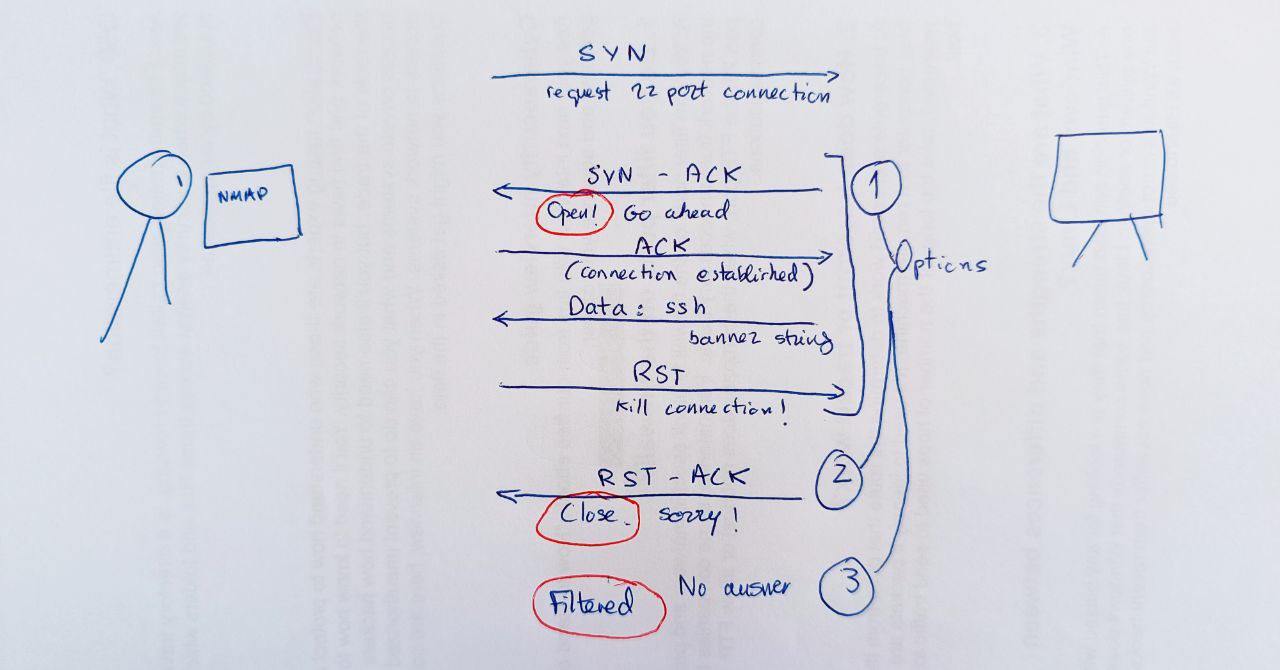 SYN
request 22 port connection
NMAP
SYN - ACK
1
Open! Go ahead
ACK
Options
(connection established)
Data: ssh
banner string
RST
Kill connection!
RST - ACK
2
Close. sorry!
3
No answer
Filtered